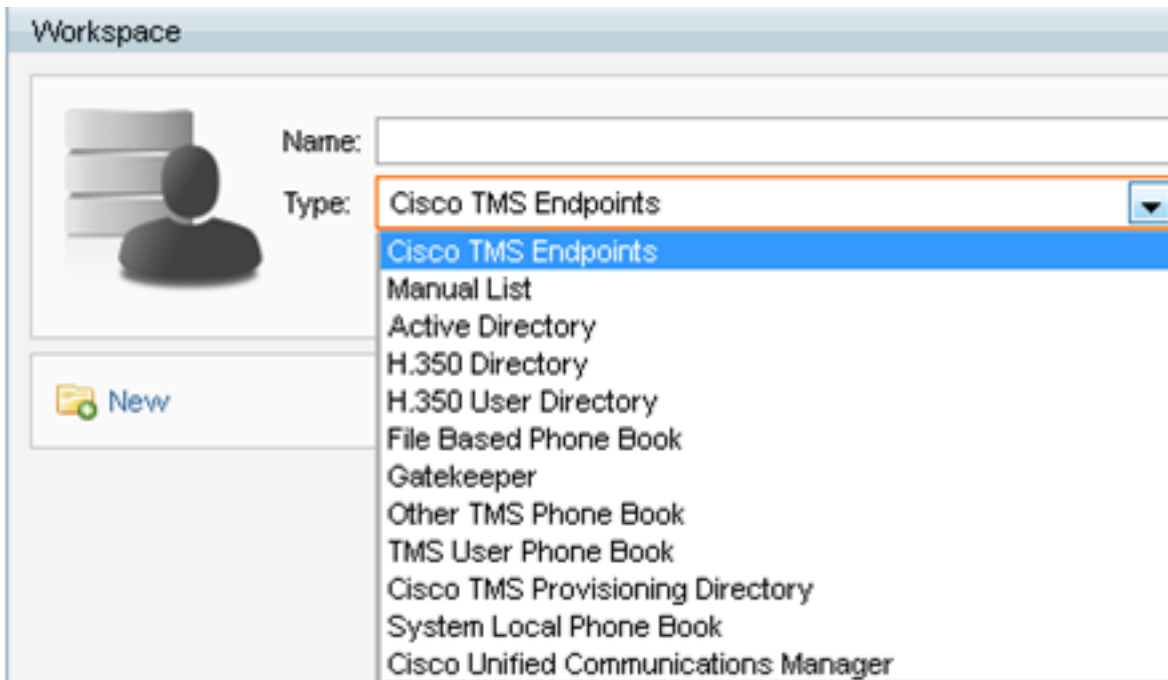 Workspace
Name:
Type: Cisco TMS Endpoints
Cisco TMS Endpoints
Manual List
Active Directory
H.350 Directory
H.350 User Directory
File Based Phone Book
Gatekeeper
Other TMS Phone Book
TMS User Phone Book
Cisco TMS Provisioning Directory
System Local Phone Book
Cisco Unified Communications Manager
New